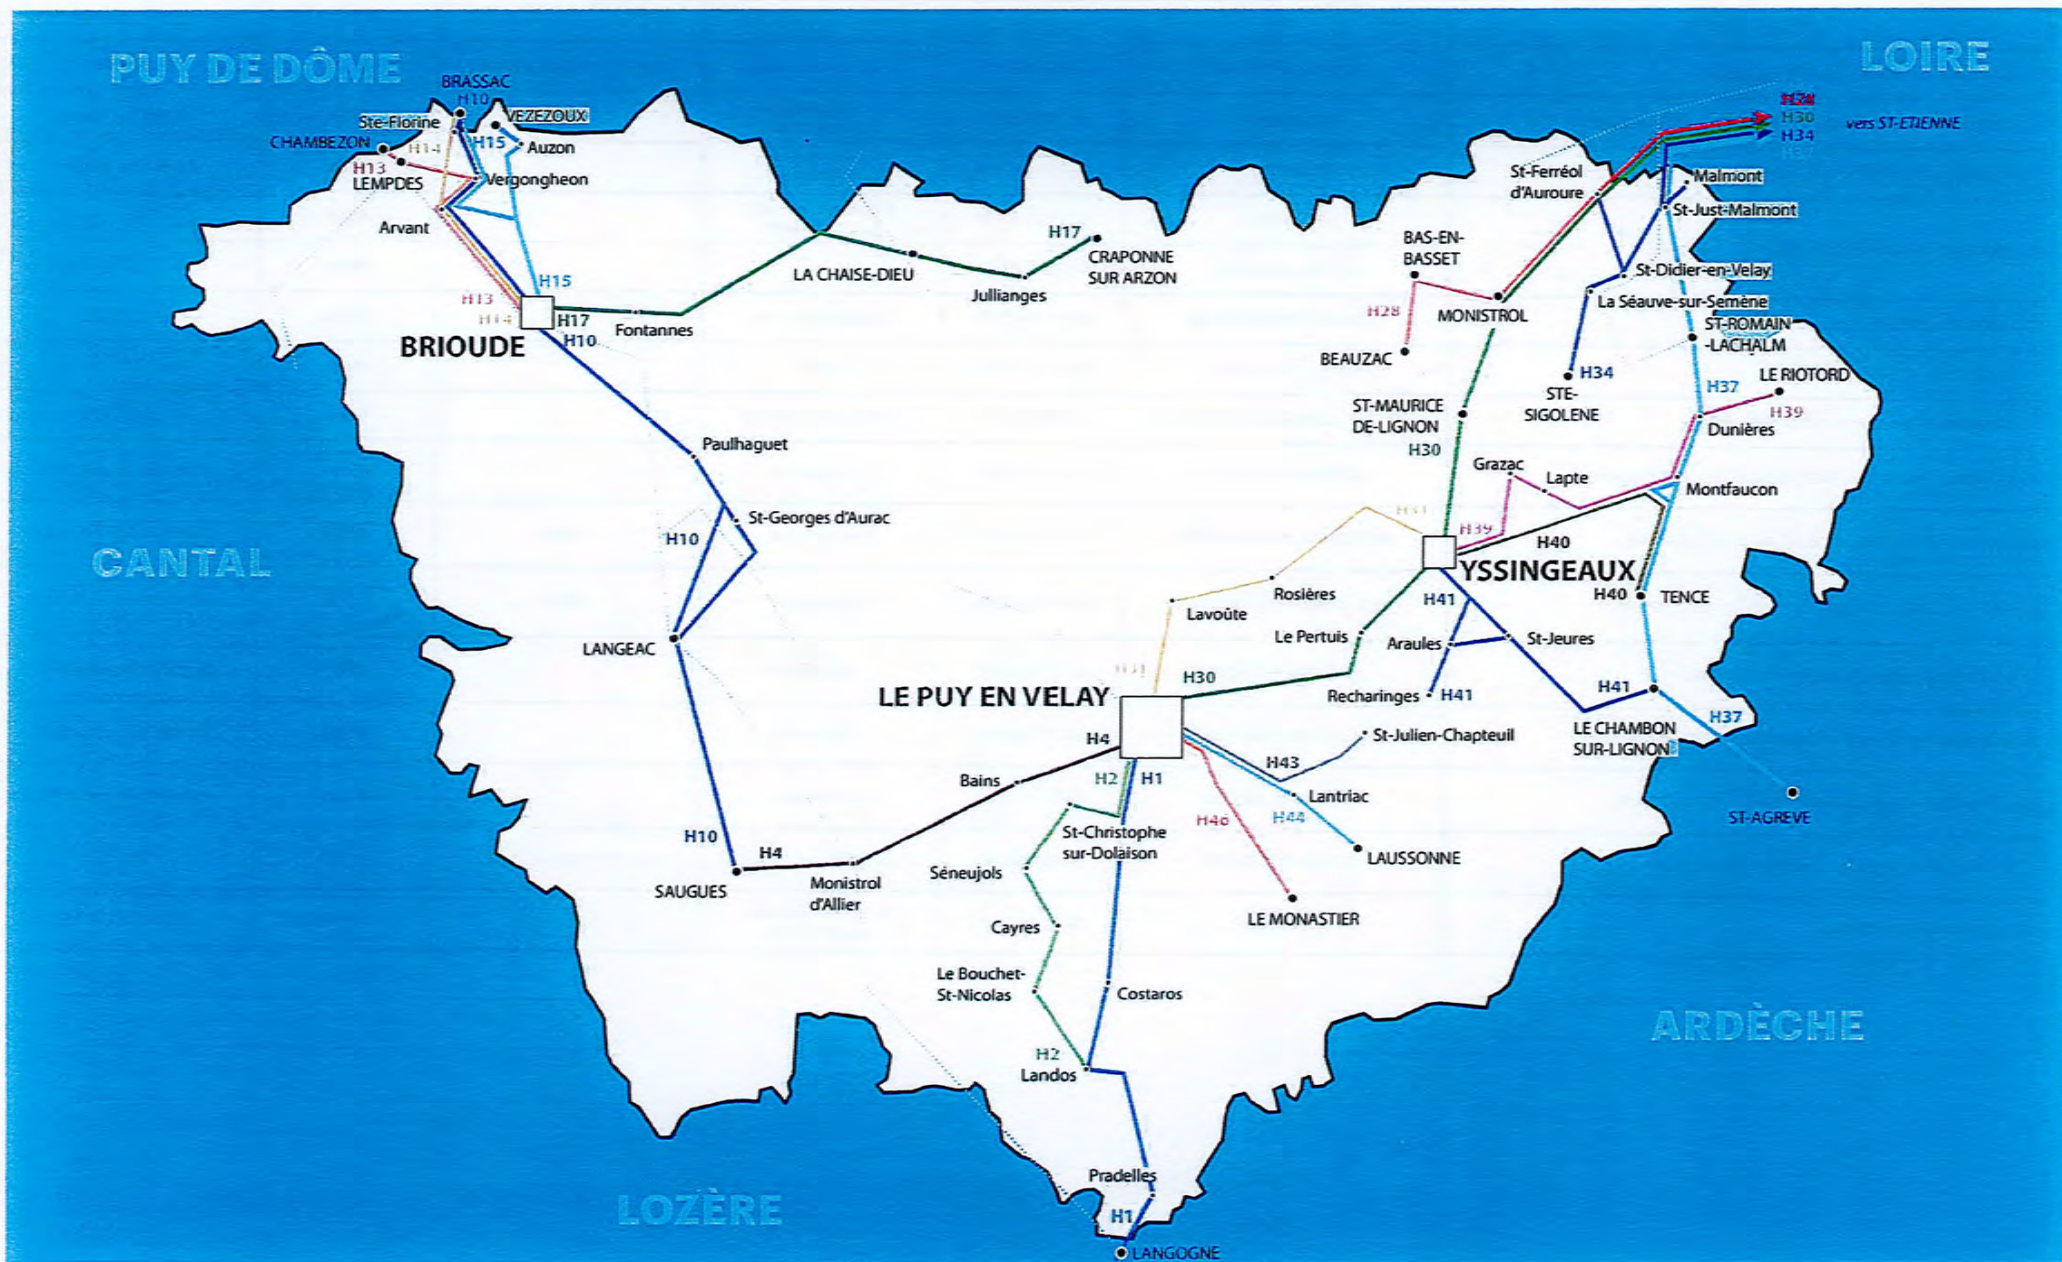 PUY DE DÔME
LOIRE
BRASSAC
H10
Ste-Florine
VEZEZOUX
CHAMBEZON
H14
H15
Auzon
H13
LEMPDES
Vergongheon
Arvant
H15
H13
H14
H17
H10
BRIOUDE
Fontannes
LA CHAISE-DIEU
Jullianges
H17
CRAPONNE
SUR ARZON
H30
H34
H37
vers ST-ETIENNE
St-Ferréol
d'Auroure
Malmont
St-Just-Malmont
BAS-EN-
BASSET
St-Didier-en-Velay
La Séauve-sur-Semène
H28
MONISTROL
ST-ROMAIN
-LACHALM
BEAUZAC
H34
STE-
SIGOLENE
H37
LE RIOTORD
H39
ST-MAURICE
DE-LIGNON
H30
Dunières
Grazac
Lapte
Montfaucon
Paulhaguet
St-Georges d'Aurac
H10
CANTAL
LANGEAC
H31
H39
H40
YSSINGEAUX
H40
TENCE
Rosières
Lavoûte
H41
Le Pertuis
Araules
St-Jeures
H31
H30
Recharinges
H41
H41
H37
LE PUY EN VELAY
LE CHAMBON
SUR-LIGNON
St-Julien-Chapteuil
H4
H43
Bains
H2
H1
Lantriac
ST-AGREVE
H46
H44
St-Christophe
sur-Dolaison
LAUSSONNE
H10
H4
SAUGUES
Monistrol
d'Allier
Séneujols
LE MONASTIER
Cayres
Le Bouchet-
St-Nicolas
Costaros
ARDÈCHE
H2
Landos
Pradelles
LOZÈRE
H1
LANGOGNE